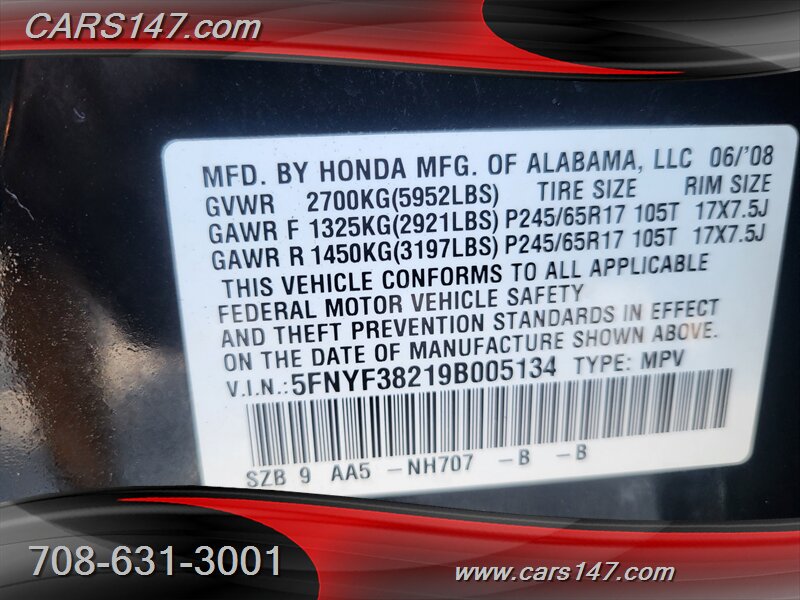 CARS147.com
MFD. BY HONDA MFG. OF ALABAMA, LLC 06/'08
GVWR 2700KG(5952LBS) TIRE SIZE RIM SIZE
GAWR F 1325KG(2921LBS) P245/65R17 105T 17X7.5J
GAWR R 1450KG(3197LBS) P245/65R17 105T 17X7.5J
THIS VEHICLE CONFORMS TO ALL APPLICABLE
FEDERAL MOTOR VEHICLE SAFETY
AND THEFT PREVENTION STANDARDS IN EFFECT
ON THE DATE OF MANUFACTURE SHOWN ABOVE.
V.I.N.:5FNYF38219B005134 TYPE: MPV
SZB 9 AA5 -NH707 -B -B
708-631-3001
www.cars147.com